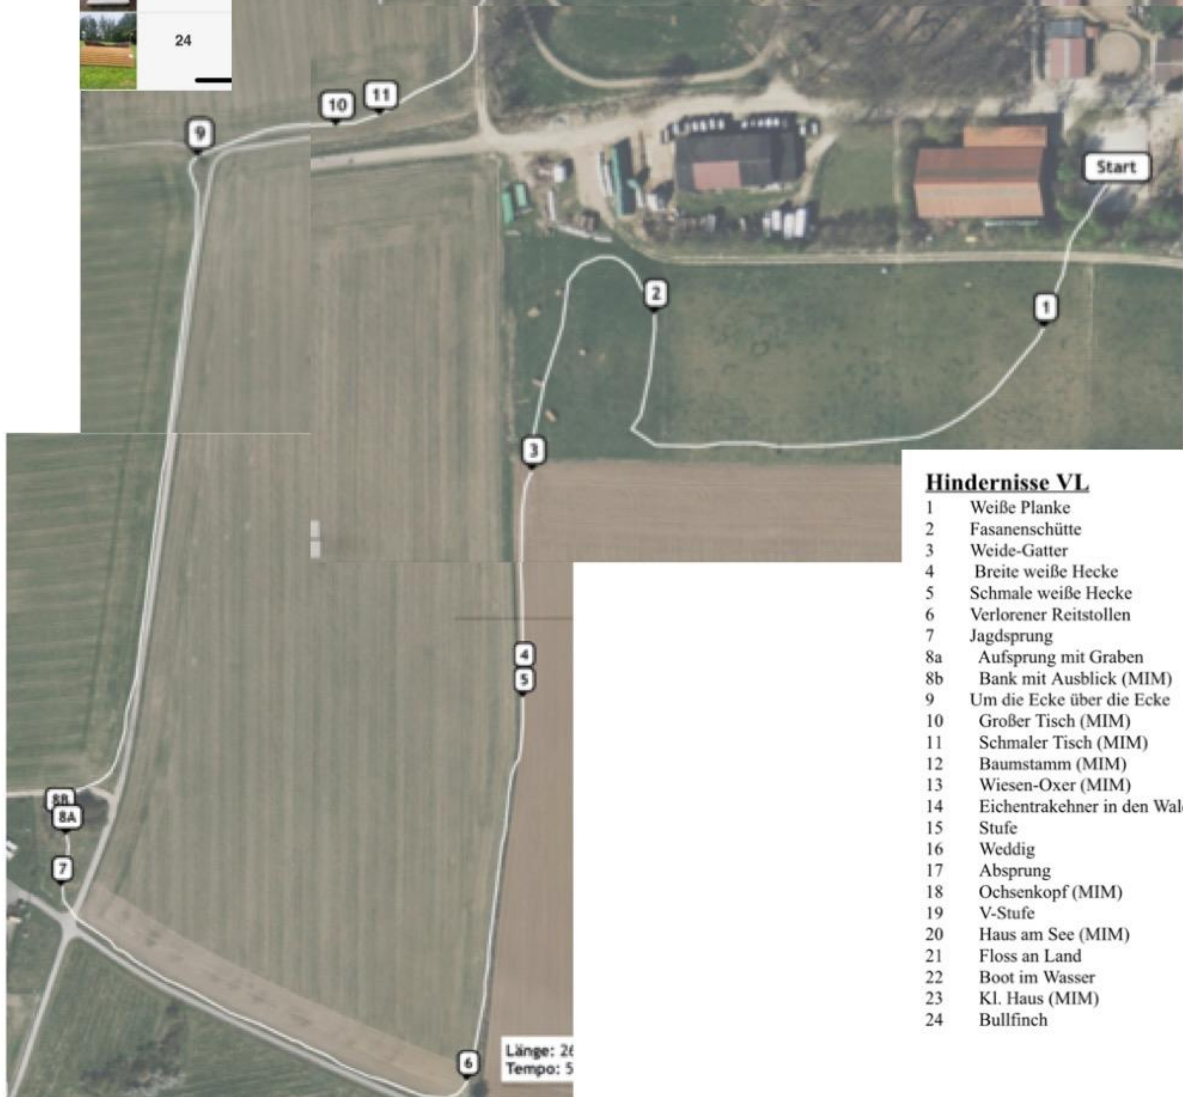 24
11
10
9
Start
2
1
3
4
5
8B
8A
7
6
Länge: 26
Tempo: 5
Hindernisse VL
1 Weiße Planke
2 Fasanenschütte
3 Weide-Gatter
4 Breite weiße Hecke
5 Schmale weiße Hecke
6 Verlorener Reitstollen
7 Jagdsprung
8a Aufsprung mit Graben
8b Bank mit Ausblick (MIM)
9 Um die Ecke über die Ecke
10 Großer Tisch (MIM)
11 Schmaler Tisch (MIM)
12 Baumstamm (MIM)
13 Wiesen-Oxer (MIM)
14 Eichentrakehner in den Wal
15 Stufe
16 Weddig
17 Absprung
18 Ochsenkopf (MIM)
19 V-Stufe
20 Haus am See (MIM)
21 Floss an Land
22 Boot im Wasser
23 Kl. Haus (MIM)
24 Bullfinch